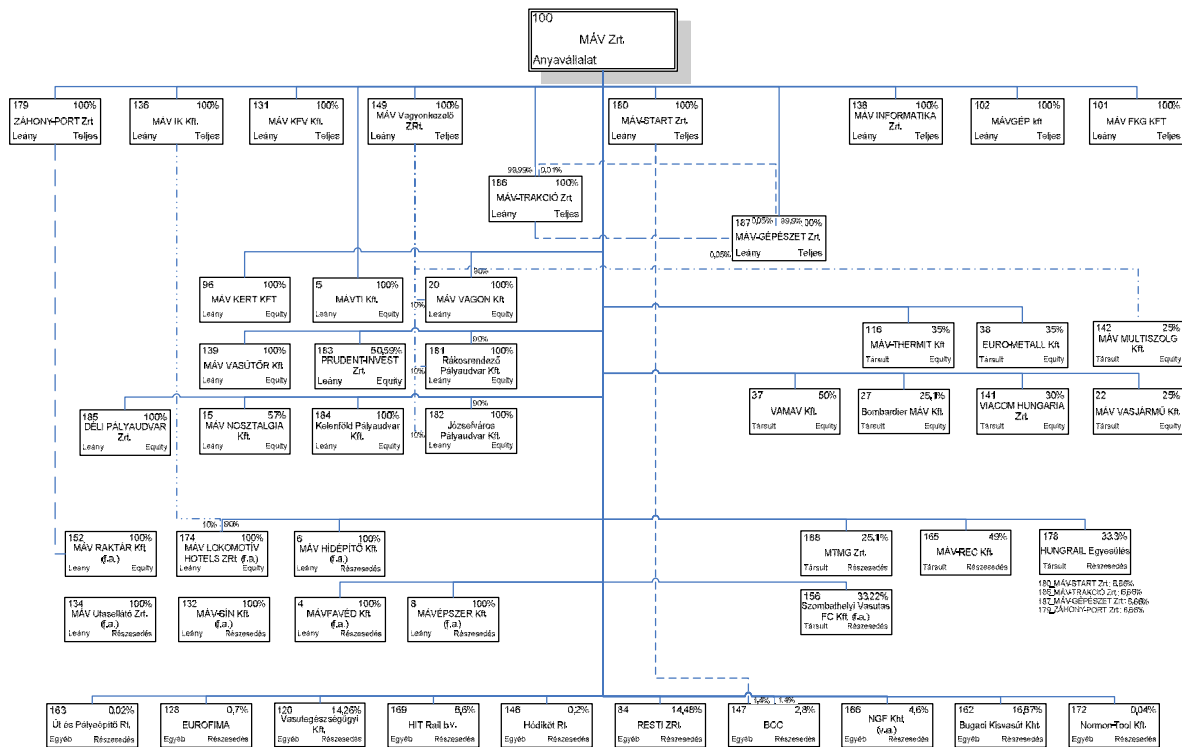 100
MÁV Zrt.
Anyavállalat
179 100%
ZÁHONY-PORT Zrt
Leány Teljes
136 100%
MÁV IK Kft.
Leány Teljes
131 100%
MÁV KFV Kft.
Leány Teljes
149 100%
MÁV Vagyonkezelő
ZRt.
Leány Teljes
180 100%
MÁV-START Zrt.
Leány Teljes
138 100%
MÁV INFORMATIKA
Zrt.
Leány Teljes
102 100%
MÁVGÉP kft
Leány Teljes
101 100%
MÁV FKG KFT
Leány Teljes
99,99% 0,01%
186 100%
MÁV-TRAKCIÓ Zrt
Leány Teljes
187 0,05% 99,9% 00%
MÁV-GÉPÉSZET Zrt
Leány Teljes
0,05%
96 100%
MÁV KERT KFT
Leány Equity
5 100%
MÁVTI Kft.
Leány Equity
90%
10%
20 100%
MÁV VAGON Kft
Leány Equity
116 35%
MÁV-THERMIT Kft
Társult Equity
38 35%
EURO-METALL Kft
Társult Equity
142 25%
MÁV MULTISZOLG
Kft.
Társult Equity
139 100%
MÁV VASÚTŐR Kft
Leány Equity
183 50,59%
PRUDENT-INVEST
Zrt.
Leány Equity
90%
10%
181 100%
Rákosrendező
Pályaudvar Kft.
Leány Equity
37 50%
VAMAV Kft.
Társult Equity
27 25,1%
Bombardier MÁV Kft.
Társult Equity
141 30%
VIACOM HUNGARIA
Zrt.
Társult Equity
22 25%
MÁV VASJÁRMŰ Kft
Társult Equity
185 100%
DÉLI PÁLYAUDVAR
Zrt.
Leány Equity
15 57%
MÁV NOSZTALGIA
Kft.
Leány Equity
184 100%
Kelenföld Pályaudvar
Kft.
Leány Equity
90%
10%
182 100%
Józsefváros
Pályaudvar Kft.
Leány Equity
152 100%
MÁV RAKTÁR Kft
(f.a.)
Leány Equity
10% 90%
174 100%
MÁV LOKOMOTÍV
HOTELS ZRt (f.a.)
Leány Equity
6 100%
MÁV HÍDÉPÍTŐ Kft.
(f.a.)
Leány Részesedés
188 25,1%
MTMG Zrt.
Társult Részesedés
165 49%
MÁV-REC Kft.
Társult Részesedés
178 33.3%
HUNGRAIL Egyesülés
Társult Részesedés
180_MÁV-START Zrt: 6,66%
186_MÁV-TRAKCIÓ Zrt: 6,66%
187_MÁV-GÉPÉSZET Zrt: 6,66%
179_ZÁHONY-PORT Zrt: 6,66%
134 100%
MÁV Utasellátó Zrt.
(f.a.)
Leány Részesedés
132 100%
MÁV-SÍN Kft.
(f.a.)
Leány Részesedés
4 100%
MÁVFAVÉD Kft
(f.a.)
Leány Részesedés
8 100%
MÁVÉPSZER Kft.
(f.a.)
Leány Részesedés
156 33,22%
Szombathelyi Vasutas
FC Kft. (f.a.)
Társult Részesedés
163 0,02%
Út és Pályaépítő Rt.
Egyéb Részesedés
128 0,7%
EUROFIMA
Egyéb Részesedés
120 14,26%
Vasutegészségügyi
Kft.
Egyéb Részesedés
169 8,6%
HIT Rail b.v.
Egyéb Részesedés
146 0,2%
Hódiköt Rt.
Egyéb Részesedés
84 14,48%
RESTI ZRt.
Egyéb Részesedés
1,4% 1,4%
147 2,8%
BCC
Egyéb Részesedés
166 4,6%
NGF Kht.
(v.a.)
Egyéb Részesedés
162 16,87%
Bugaci Kisvasút Kht.
Egyéb Részesedés
172 0,04%
Normon-Tool Kft.
Egyéb Részesedés